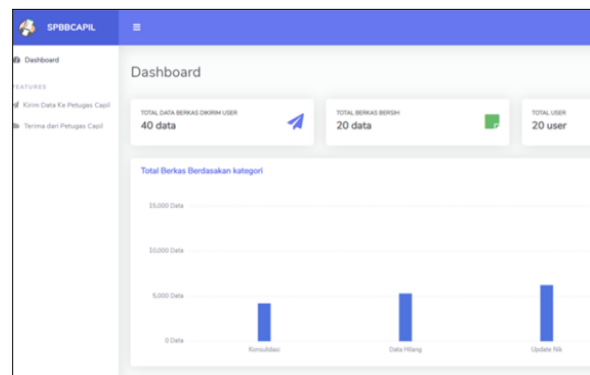 SPBBCAPIL
Dashboard
FEATURES
Kirim Data Ke Petugas Capil
Terima dari Petugas Capil
Dashboard
TOTAL DATA BERKAS DIKIRIM USER
40 data
TOTAL BERKAS BERSIH
20 data
TOTAL USER
20 user
Total Berkas Berdasakan kategori
15,000 Data
10,000 Data
5,000 Data
0 Data
Konsulidasi
Data Hilang
Update Nik